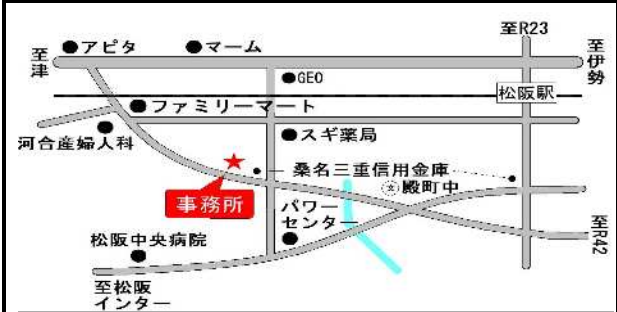 至R23
至津
アピタ
マーム
至伊勢
GEO
松阪駅
ファミリーマート
スギ薬局
河合産婦人科
桑名三重信用金庫
文
殿町中
事務所
パワー
センター
松阪中央病院
至R42
至松阪
インター